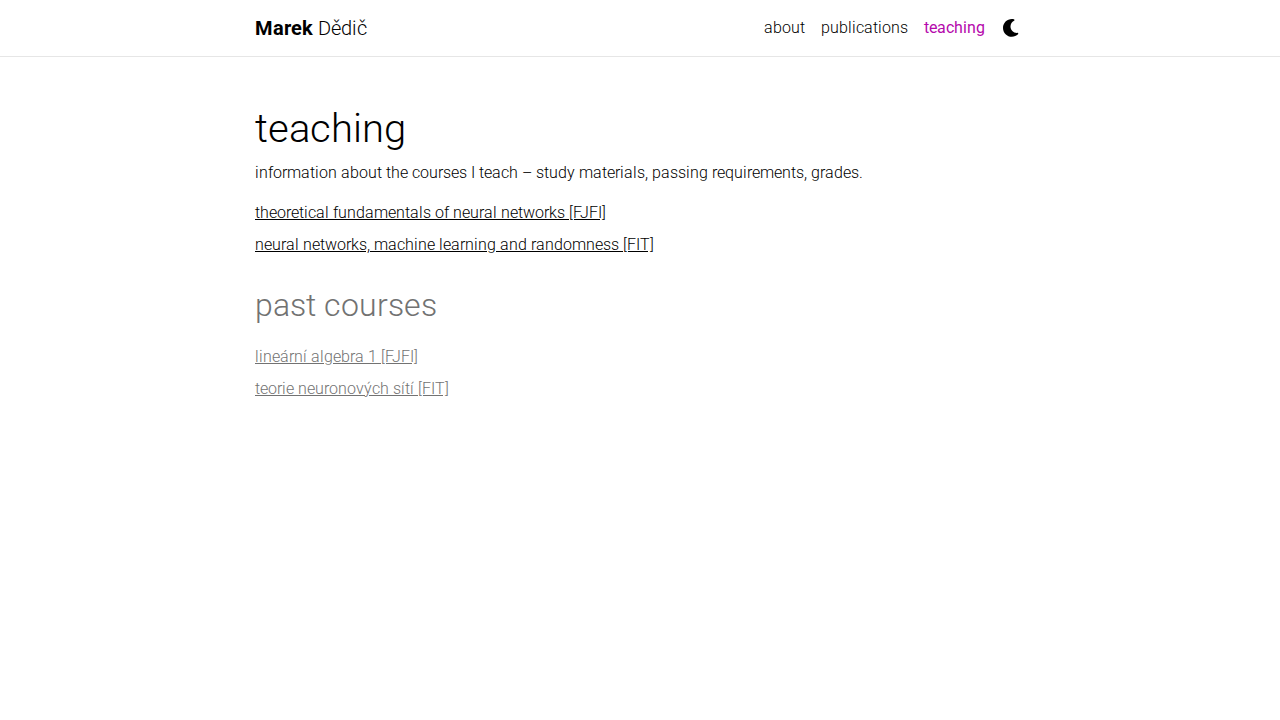 Marek Dědič
about publications teaching
teaching
information about the courses I teach – study materials, passing requirements, grades.
theoretical fundamentals of neural networks [FJFI]
neural networks, machine learning and randomness [FIT]
past courses
lineární algebra 1 [FJFI]
teorie neuronových sítí [FIT]